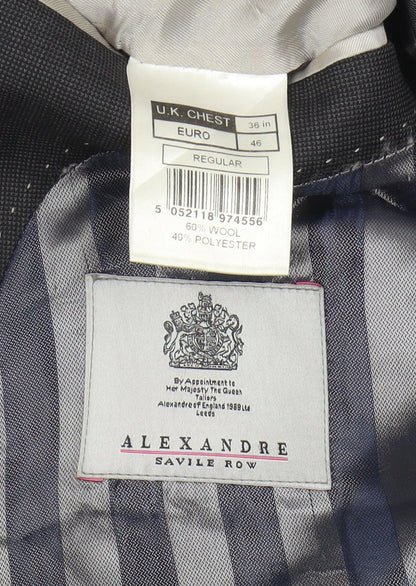 U.K. CHEST 36 in
EURO 46
REGULAR
5 052118 974556
60% WOOL
40% POLYESTER
By Appointment to
Her Majesty The Queen
Tailors
Alexandre of England 1988 Ltd
Leeds
ALEXANDRE
SAVILE ROW